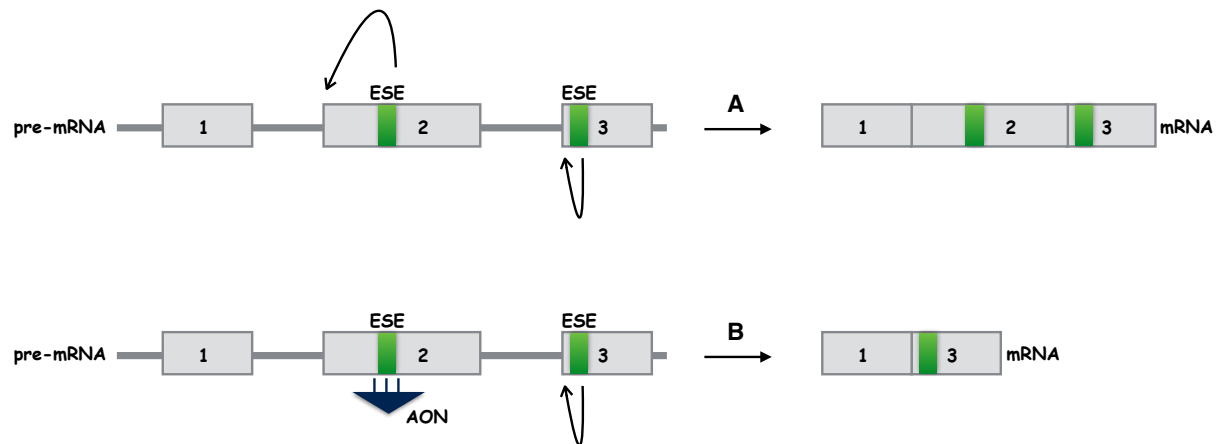 ESE ESE
pre-mRNA 1 2 3 A 1 2 3 mRNA
ESE ESE
pre-mRNA 1 2 3 B 1 3 mRNA
AON